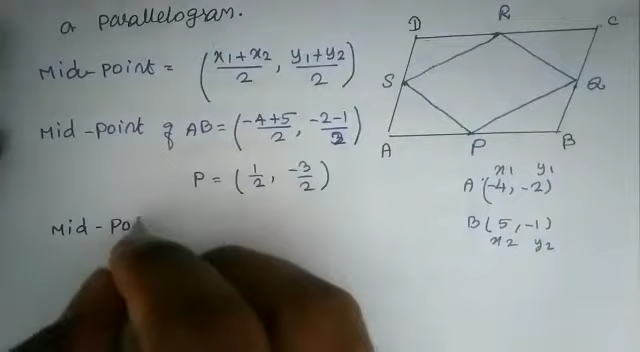 a parallelogram.
Mid-point = (x1+x2/2, y1+y2/2)
Mid-point of AB = (-4+5/2, -2-1/2)
P = (1/2, -3/2)
Mid-Po
D R C
S Q
A P B
x1 y1
A (-4, -2)
B (5, -1)
x2 y2